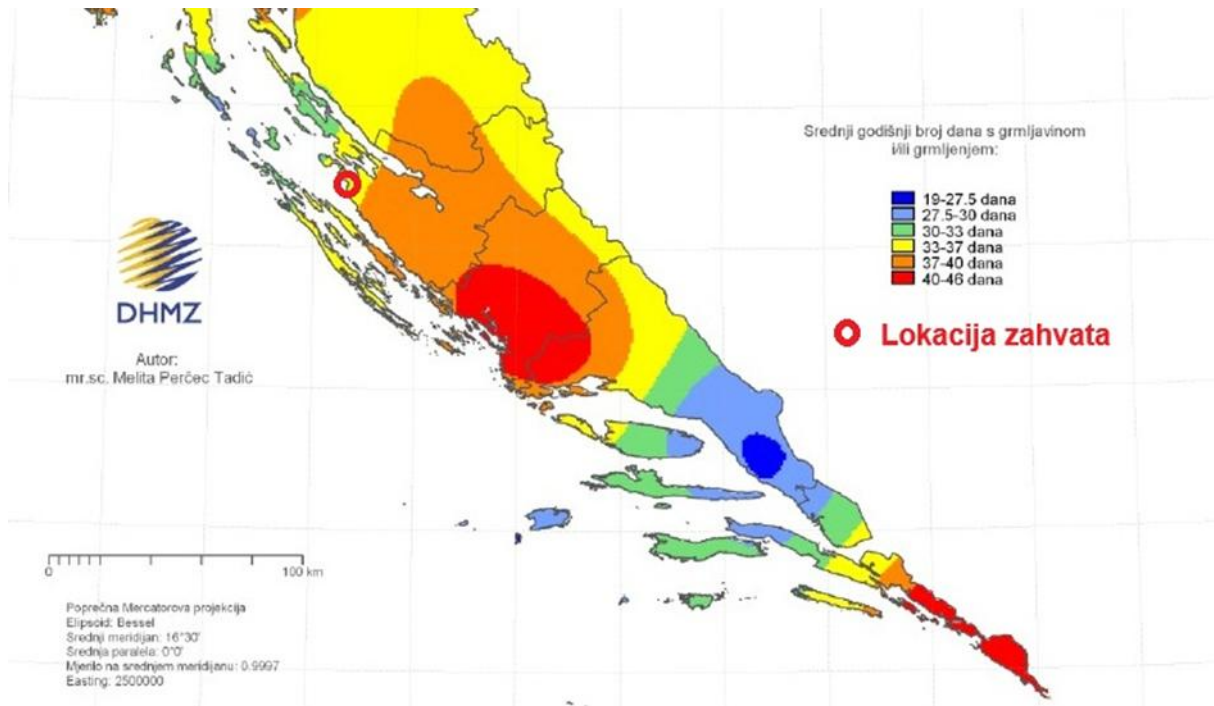 Srednji godišnji broj dana s grmljavinom
i/ili grmljenjem:
19-27.5 dana
27.5-30 dana
30-33 dana
33-37 dana
37-40 dana
40-46 dana
Lokacija zahvata
DHMZ
Autor:
mr.sc. Melita Perčec Tadić
0 100 km
Poprečna Mercatorova projekcija
Elipsoid: Bessel
Srednji meridijan: 16°30'
Srednja paralela: 0°0'
Mjerilo na srednjem meridijanu: 0.9997
Easting: 2500000